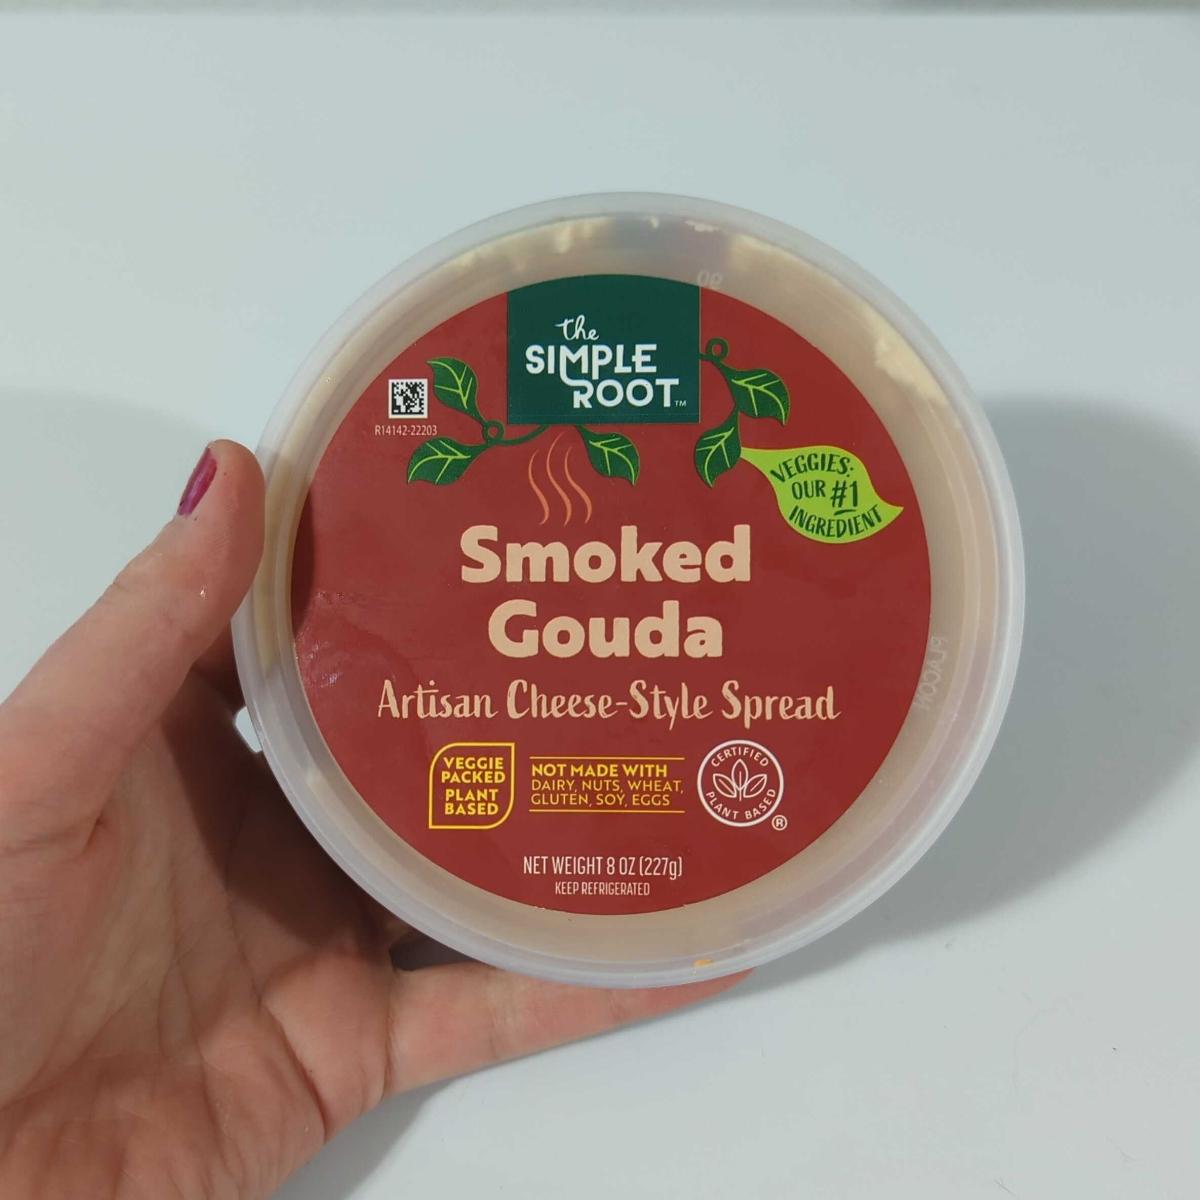 the
SIMPLE
ROOT™
R14142-22203
VEGGIES:
OUR #1
INGREDIENT
Smoked
Gouda
Artisan Cheese-Style Spread
VEGGIE
PACKED
PLANT
BASED
NOT MADE WITH
DAIRY, NUTS, WHEAT,
GLUTEN, SOY, EGGS
CERTIFIED
PLANT BASED
®
NET WEIGHT 8 OZ (227g)
KEEP REFRIGERATED